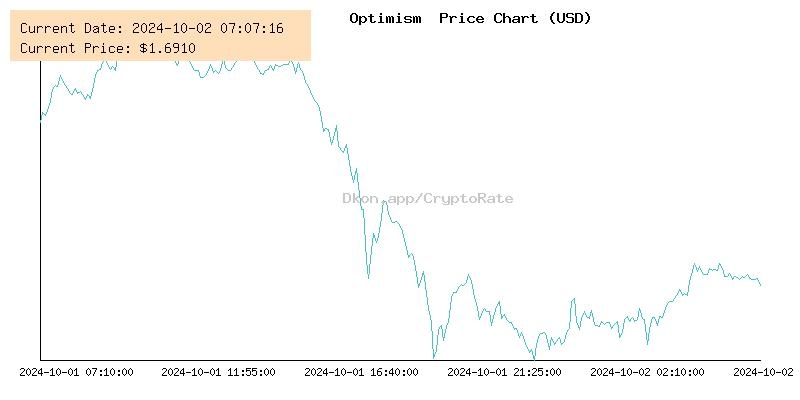 Optimism  Price Chart (USD)
Current Date: 2024-10-02 07:07:16
Current Price: $1.6910
Dkon.app/CryptoRate
2024-10-01 07:10:00 2024-10-01 11:55:00 2024-10-01 16:40:00 2024-10-01 21:25:00 2024-10-02 02:10:00 2024-10-02